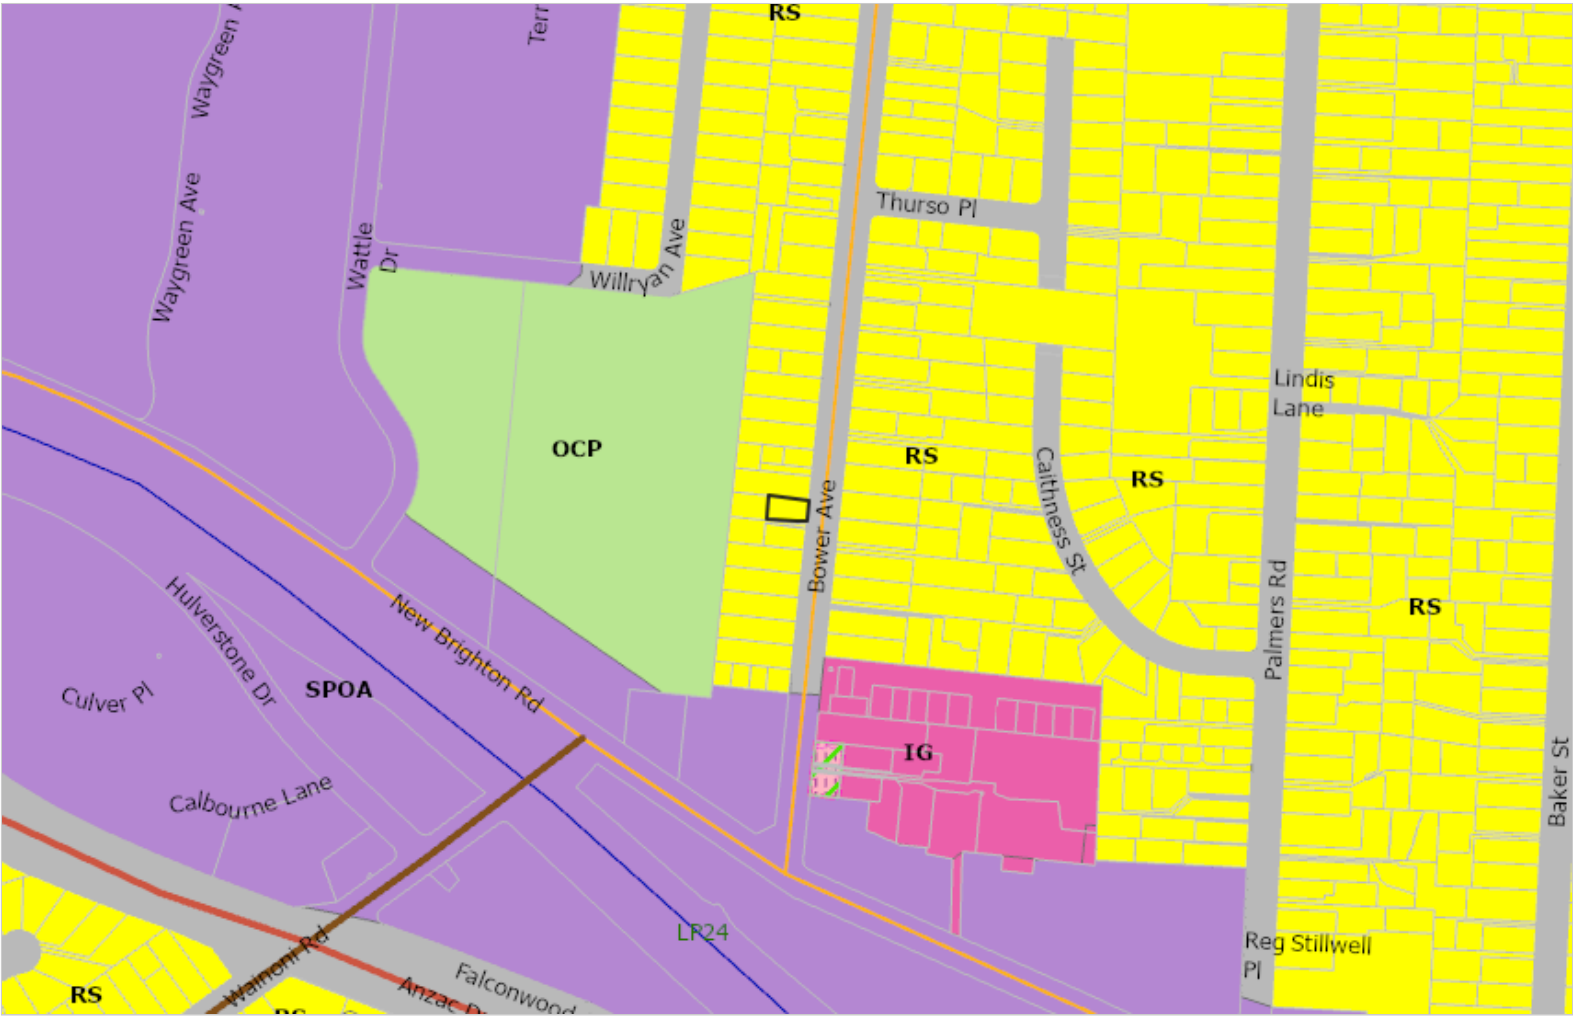 RS
Waygreen A
Terr
Thurso Pl
Willryan Ave
Waygreen Ave
Wattle
Dr
Lindis
Lane
OCP
RS
RS
Caithness St
Bower Ave
Palmers Rd
RS
New Brighton Rd
Hulverstone Dr
SPOA
Culver Pl
IG
Baker St
Calbourne Lane
LP24
Reg Stillwell
Pl
Wainoni Rd
Falconwood
Anzac D
RS